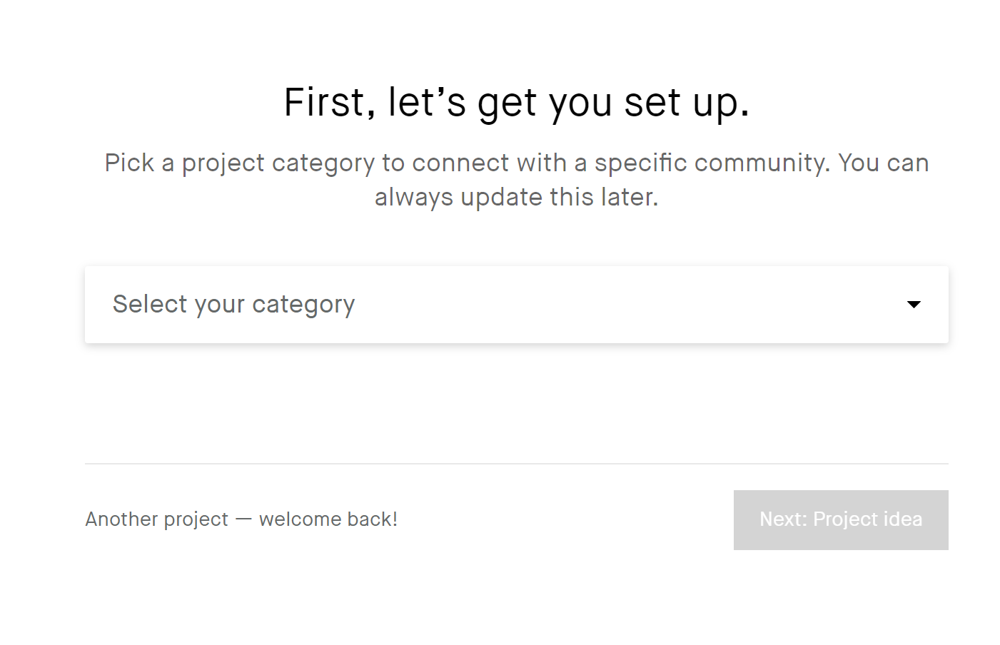 First, let’s get you set up.
Pick a project category to connect with a specific community. You can
always update this later.
Select your category
Another project — welcome back!
Next: Project idea